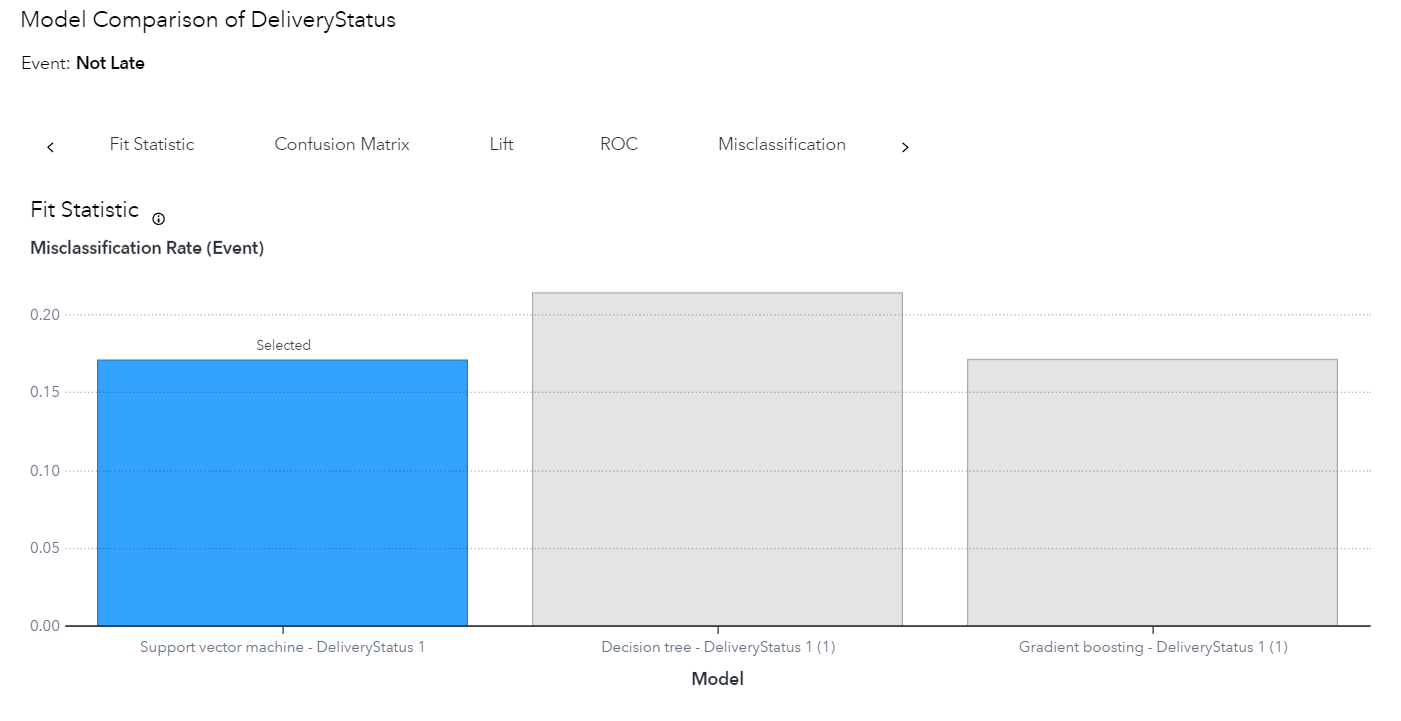 Model Comparison of DeliveryStatus
Event: Not Late
Fit Statistic Confusion Matrix Lift ROC Misclassification
Fit Statistic
Misclassification Rate (Event)
0.20
Selected
0.15
0.10
0.05
0.00
Support vector machine - DeliveryStatus 1 Decision tree - DeliveryStatus 1 (1) Gradient boosting - DeliveryStatus 1 (1)
Model